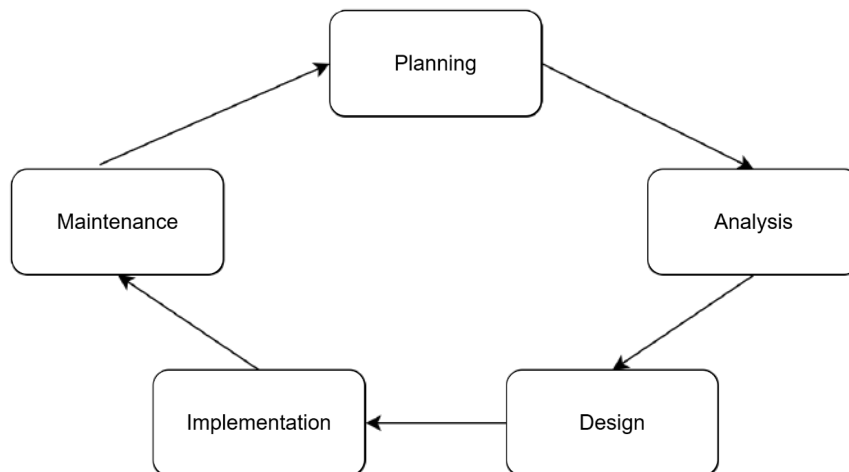 Planning
Maintenance
Analysis
Implementation
Design